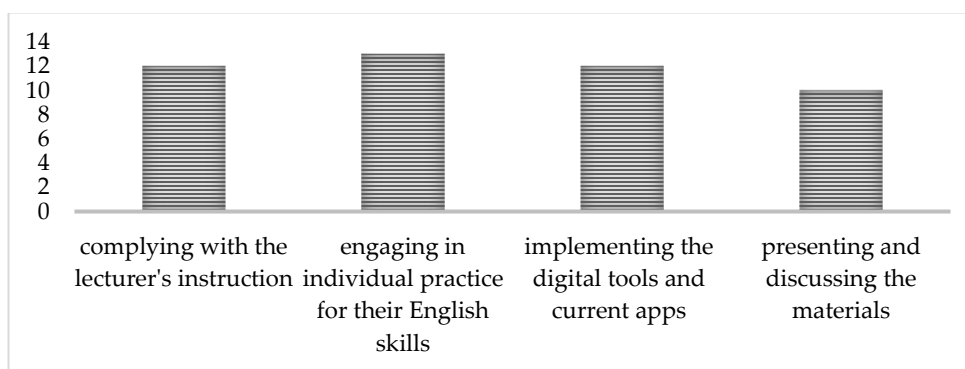 14
12
10
8
6
4
2
0
complying with the
lecturer's instruction
engaging in
individual practice
for their English
skills
implementing the
digital tools and
current apps
presenting and
discussing the
materials